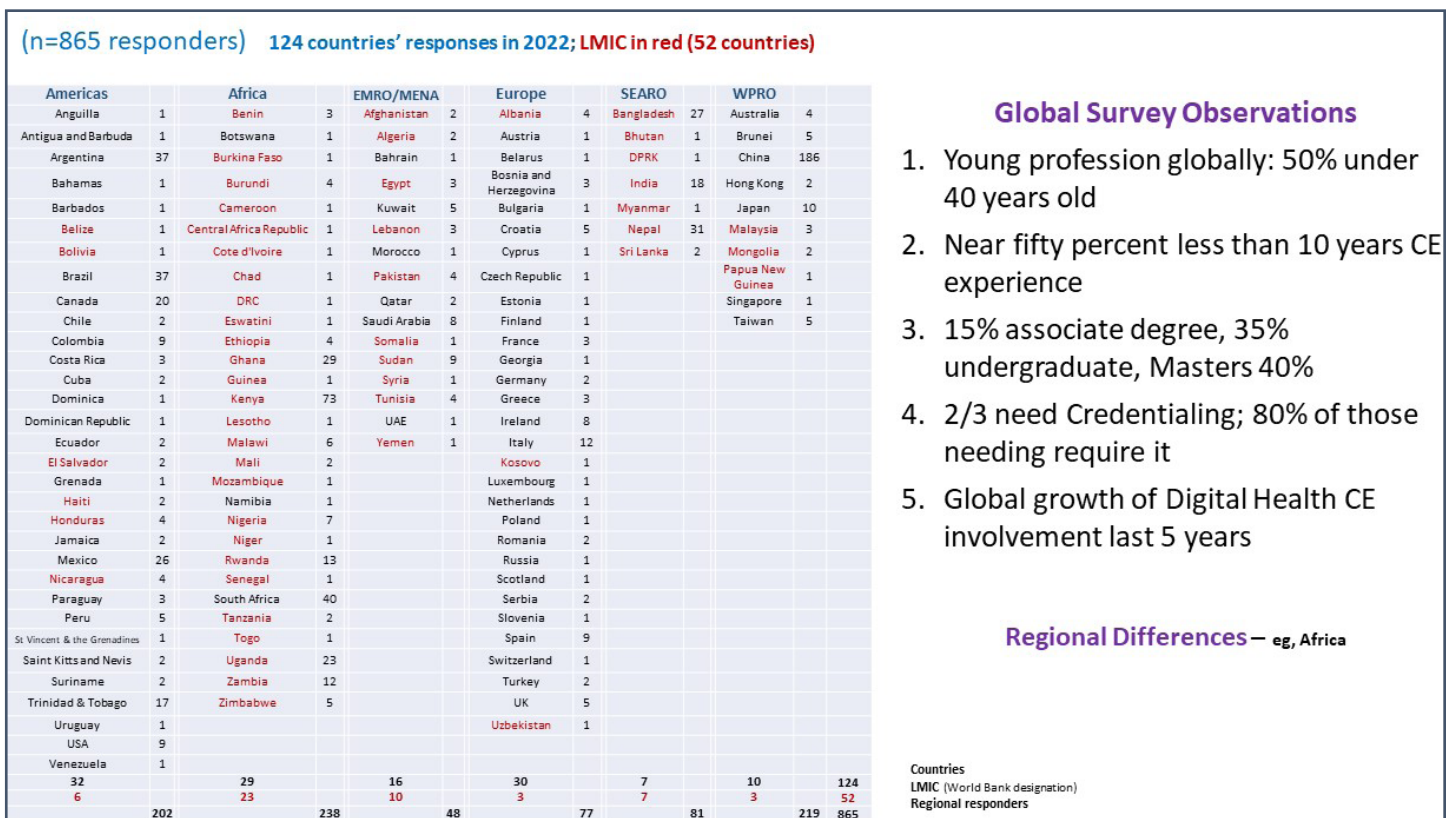 (n=865 responders) 124 countries' responses in 2022; LMIC in red (52 countries)
Americas Africa EMRO/MENA Europe SEARO WPRO
Anguilla 1 Benin 3 Afghanistan 2 Albania 4 Bangladesh 27 Australia 4
Antigua and Barbuda 1 Botswana 1 Algeria 2 Austria 1 Bhutan 1 Brunei 5
Argentina 37 Burkina Faso 1 Bahrain 1 Belarus 1 DPRK 1 China 186
Bahamas 1 Burundi 4 Egypt 3 Bosnia and Herzegovina 3 India 18 Hong Kong 2
Barbados 1 Cameroon 1 Kuwait 5 Bulgaria 1 Myanmar 1 Japan 10
Belize 1 Central Africa Republic 1 Lebanon 3 Croatia 5 Nepal 31 Malaysia 3
Bolivia 1 Cote d'Ivoire 1 Morocco 1 Cyprus 1 Sri Lanka 2 Mongolia 2
Brazil 37 Chad 1 Pakistan 4 Czech Republic 1 Papua New Guinea 1
Canada 20 DRC 1 Qatar 2 Estonia 1 Singapore 1
Chile 2 Eswatini 1 Saudi Arabia 8 Finland 1 Taiwan 5
Colombia 9 Ethiopia 4 Somalia 1 France 3
Costa Rica 3 Ghana 29 Sudan 9 Georgia 1
Cuba 2 Guinea 1 Syria 1 Germany 2
Dominica 1 Kenya 73 Tunisia 4 Greece 3
Dominican Republic 1 Lesotho 1 UAE 1 Ireland 8
Ecuador 2 Malawi 6 Yemen 1 Italy 12
El Salvador 2 Mali 2 Kosovo 1
Grenada 1 Mozambique 1 Luxembourg 1
Haiti 2 Namibia 1 Netherlands 1
Honduras 4 Nigeria 7 Poland 1
Jamaica 2 Niger 1 Romania 2
Mexico 26 Rwanda 13 Russia 1
Nicaragua 4 Senegal 1 Scotland 1
Paraguay 3 South Africa 40 Serbia 2
Peru 5 Tanzania 2 Slovenia 1
St Vincent & the Grenadines 1 Togo 1 Spain 9
Saint Kitts and Nevis 2 Uganda 23 Switzerland 1
Suriname 2 Zambia 12 Turkey 2
Trinidad & Tobago 17 Zimbabwe 5 UK 5
Uruguay 1 Uzbekistan 1
USA 9
Venezuela 1
32 29 16 30 7 10 124
6 23 10 3 7 3 52
202 238 48 77 81 219 865
Global Survey Observations
1. Young profession globally: 50% under
40 years old
2. Near fifty percent less than 10 years CE
experience
3. 15% associate degree, 35%
undergraduate, Masters 40%
4. 2/3 need Credentialing; 80% of those
needing require it
5. Global growth of Digital Health CE
involvement last 5 years
Regional Differences – eg, Africa
Countries
LMIC (World Bank designation)
Regional responders